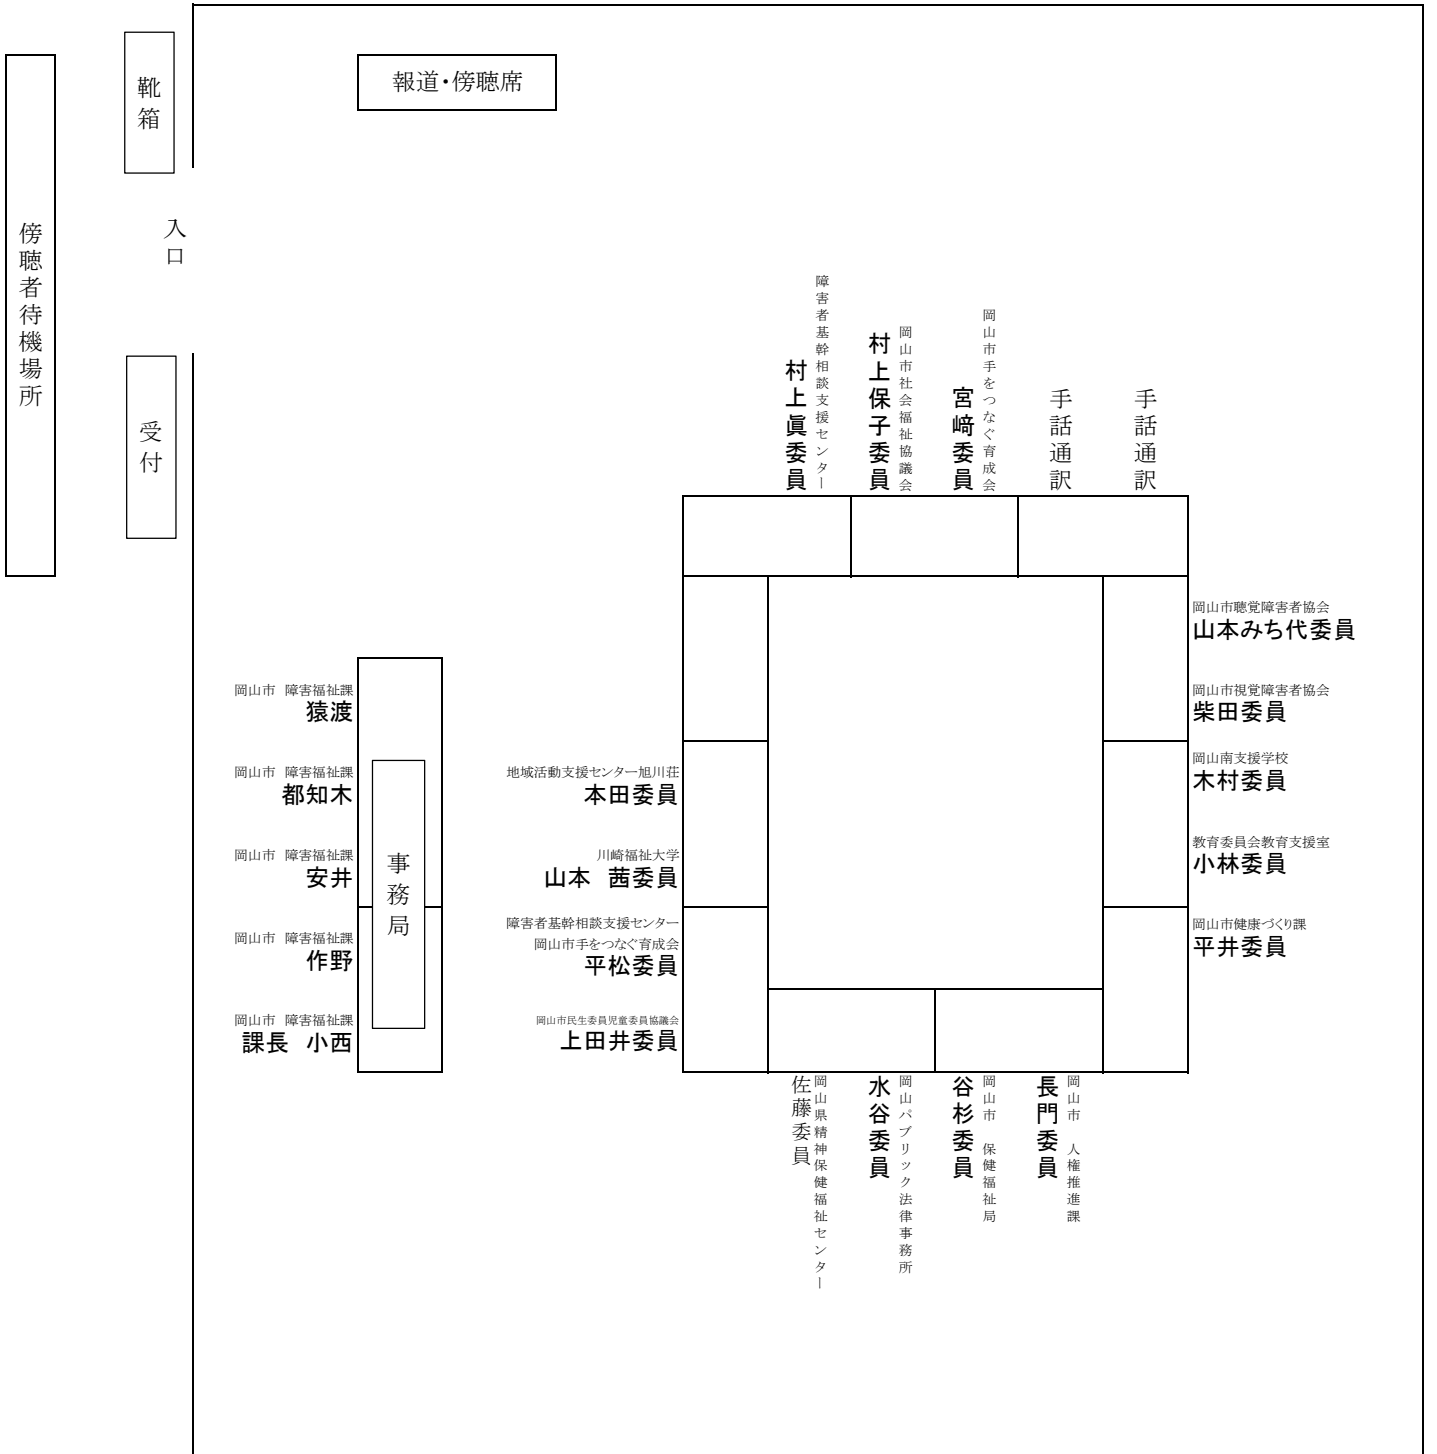 靴箱
報道・傍聴席
傍聴者待機場所
入口
受付
障害者基幹相談支援センター
村上眞委員
岡山市社会福祉協議会
村上保子委員
岡山市手をつなぐ育成会
宮﨑委員
手話通訳
手話通訳
岡山市聴覚障害者協会
山本みち代委員
岡山市視覚障害者協会
柴田委員
岡山南支援学校
木村委員
教育委員会教育支援室
小林委員
岡山市健康づくり課
平井委員
岡山市 障害福祉課
猿渡
岡山市 障害福祉課
都知木
岡山市 障害福祉課
安井
岡山市 障害福祉課
作野
岡山市 障害福祉課
課長 小西
事務局
地域活動支援センター旭川荘
本田委員
川崎福祉大学
山本 茜委員
障害者基幹相談支援センター
岡山市手をつなぐ育成会
平松委員
岡山市民生委員児童委員協議会
上田井委員
岡山県精神保健福祉センター
佐藤委員
岡山パブリック法律事務所
水谷委員
岡山市 保健福祉局
谷杉委員
岡山市 人権推進課
長門委員